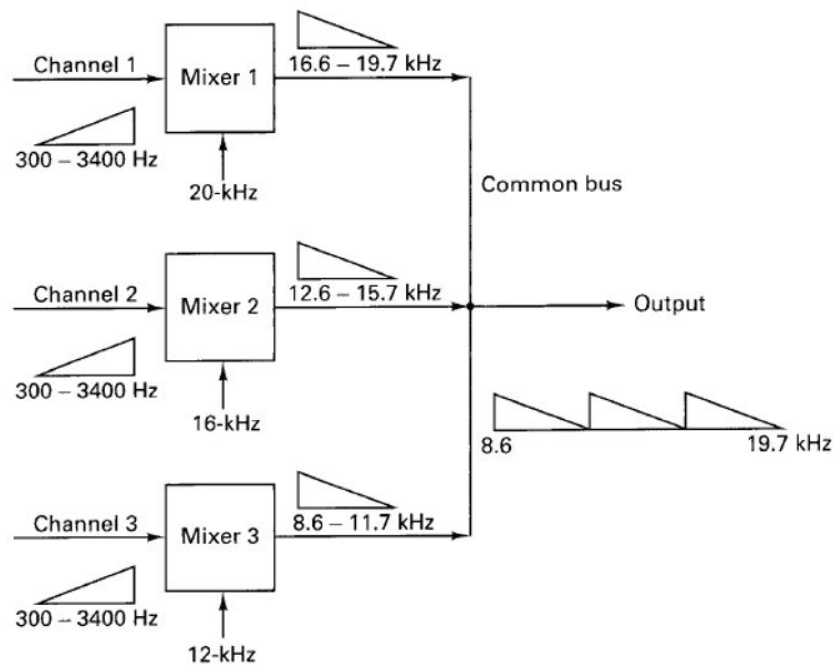 Channel 1
Mixer 1
16.6 – 19.7 kHz
300 – 3400 Hz
20-kHz
Common bus
Channel 2
Mixer 2
12.6 – 15.7 kHz
Output
300 – 3400 Hz
16-kHz
8.6
19.7 kHz
Channel 3
Mixer 3
8.6 – 11.7 kHz
300 – 3400 Hz
12-kHz